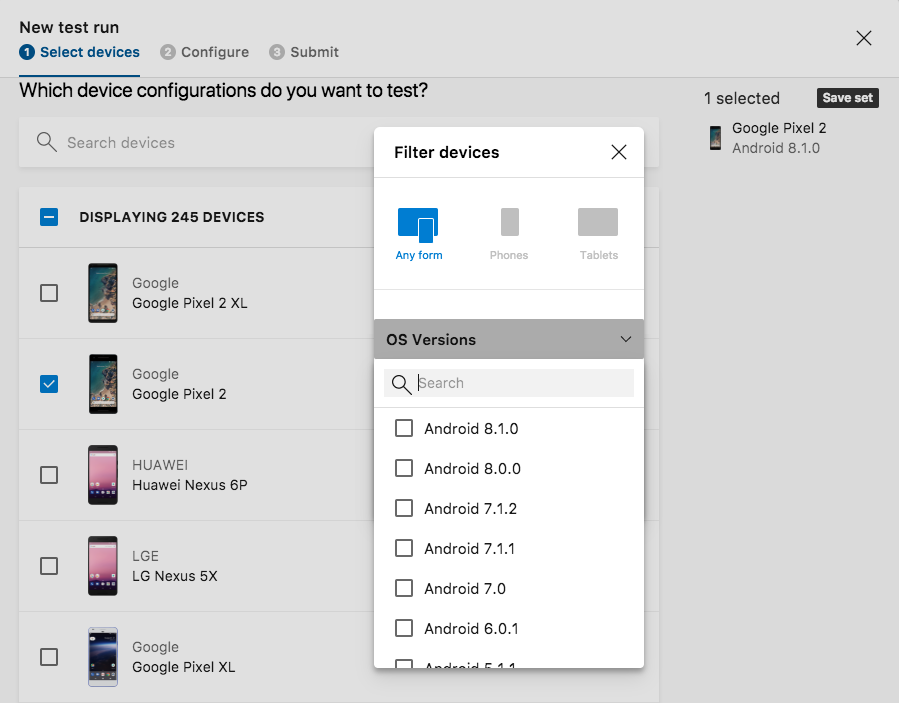 New test run
1 Select devices 2 Configure 3 Submit
Which device configurations do you want to test?
Search devices
DISPLAYING 245 DEVICES
Google
Google Pixel 2 XL
Google
Google Pixel 2
HUAWEI
Huawei Nexus 6P
LGE
LG Nexus 5X
Google
Google Pixel XL
Filter devices
Any form Phones Tablets
OS Versions
Search
Android 8.1.0
Android 8.0.0
Android 7.1.2
Android 7.1.1
Android 7.0
Android 6.0.1
Android 5.1.1
1 selected Save set
Google Pixel 2
Android 8.1.0